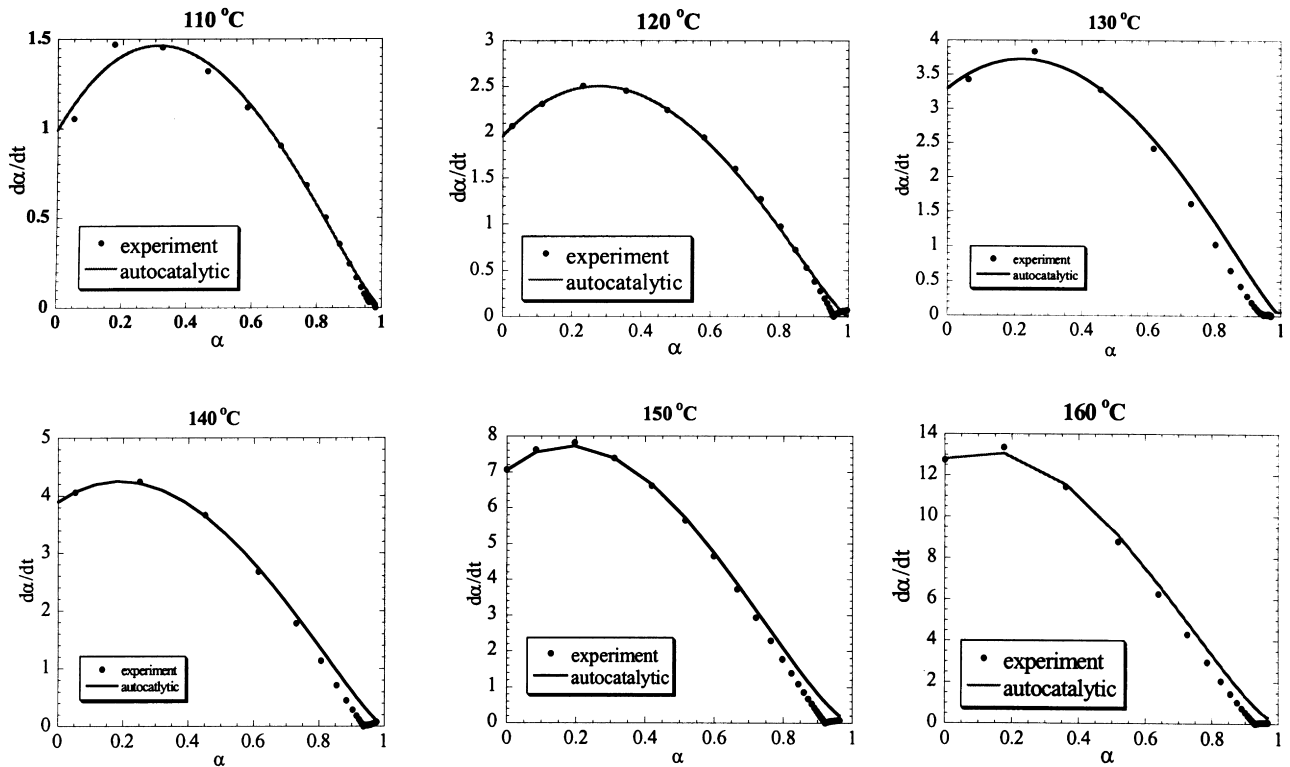 110 °C
1.5
1
0.5
0
dα/dt
experiment
autocatalytic
0 0.2 0.4 0.6 0.8 1
α
120 °C
3
2.5
2
1.5
1
0.5
0
dα/dt
experiment
autocatalytic
0 0.2 0.4 0.6 0.8 1
α
130 °C
4
3.5
3
2.5
2
1.5
1
0.5
0
dα/dt
experiment
autocatalytic
0 0.2 0.4 0.6 0.8 1
α
140 °C
5
4
3
2
1
0
dα/dt
experiment
autocatlytic
0 0.2 0.4 0.6 0.8 1
α
150 °C
8
7
6
5
4
3
2
1
0
dα/dt
experiment
autocatalytic
0 0.2 0.4 0.6 0.8 1
α
160 °C
14
12
10
8
6
4
2
0
dα/dt
experiment
autocatalytic
0 0.2 0.4 0.6 0.8 1
α